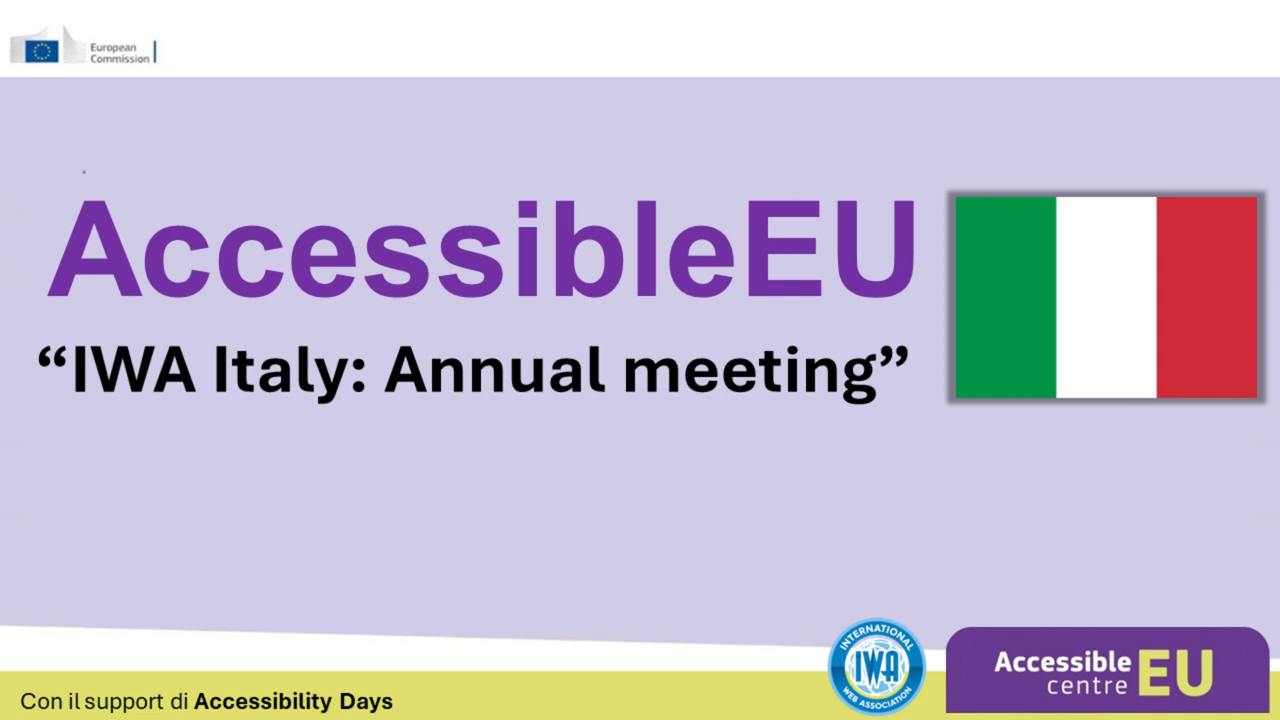 European
Commission
AccessibleEU
“IWA Italy: Annual meeting”
INTERNATIONAL
IWA
WEB ASSOCIATION
Accessible
centre EU
Con il support di Accessibility Days